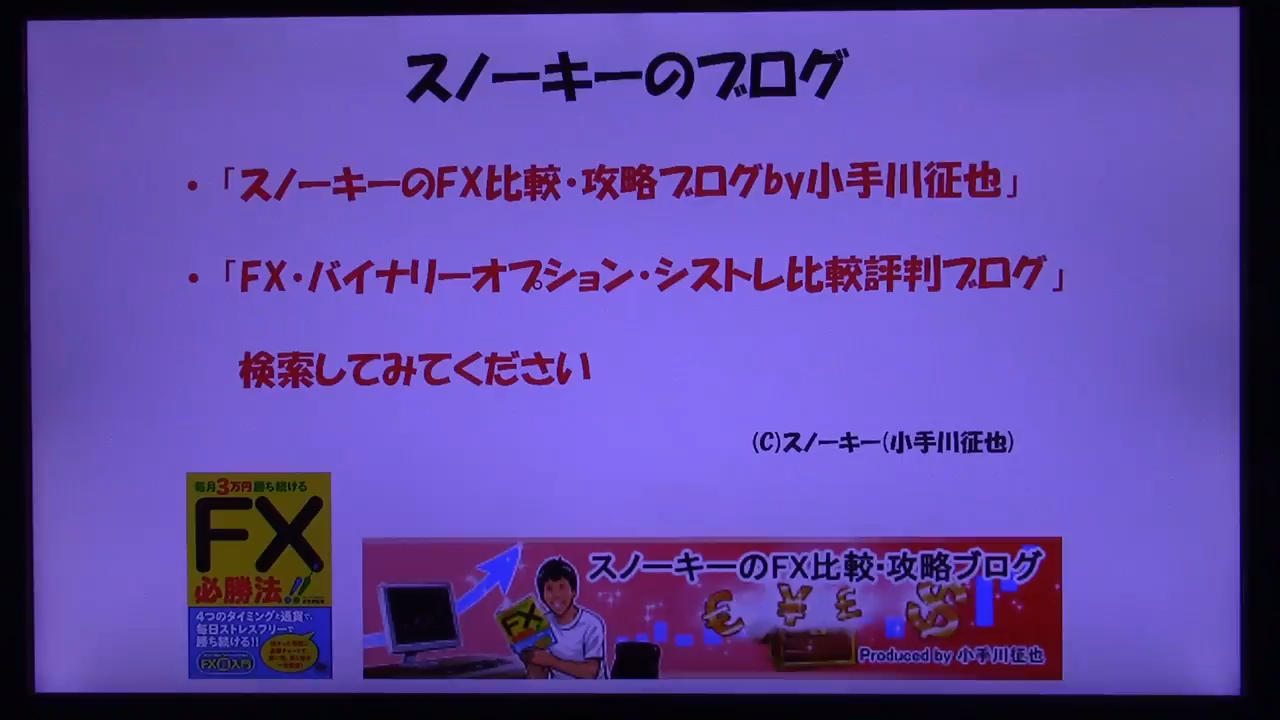 スノーキーのブログ
・「スノーキーのFX比較・攻略ブログby小手川征也」
・「FX・バイナリーオプション・シストレ比較評判ブログ」
検索してみてください
(C)スノーキー(小手川征也)
毎月3万円勝ち続ける
FX
必勝法!!
4つのタイミングと通貨で、
毎日ストレスフリーで
勝ち続ける!!
FX超入門
スノーキーのFX比較・攻略ブログ
FX
€ ¥ £ $
Produced by 小手川征也